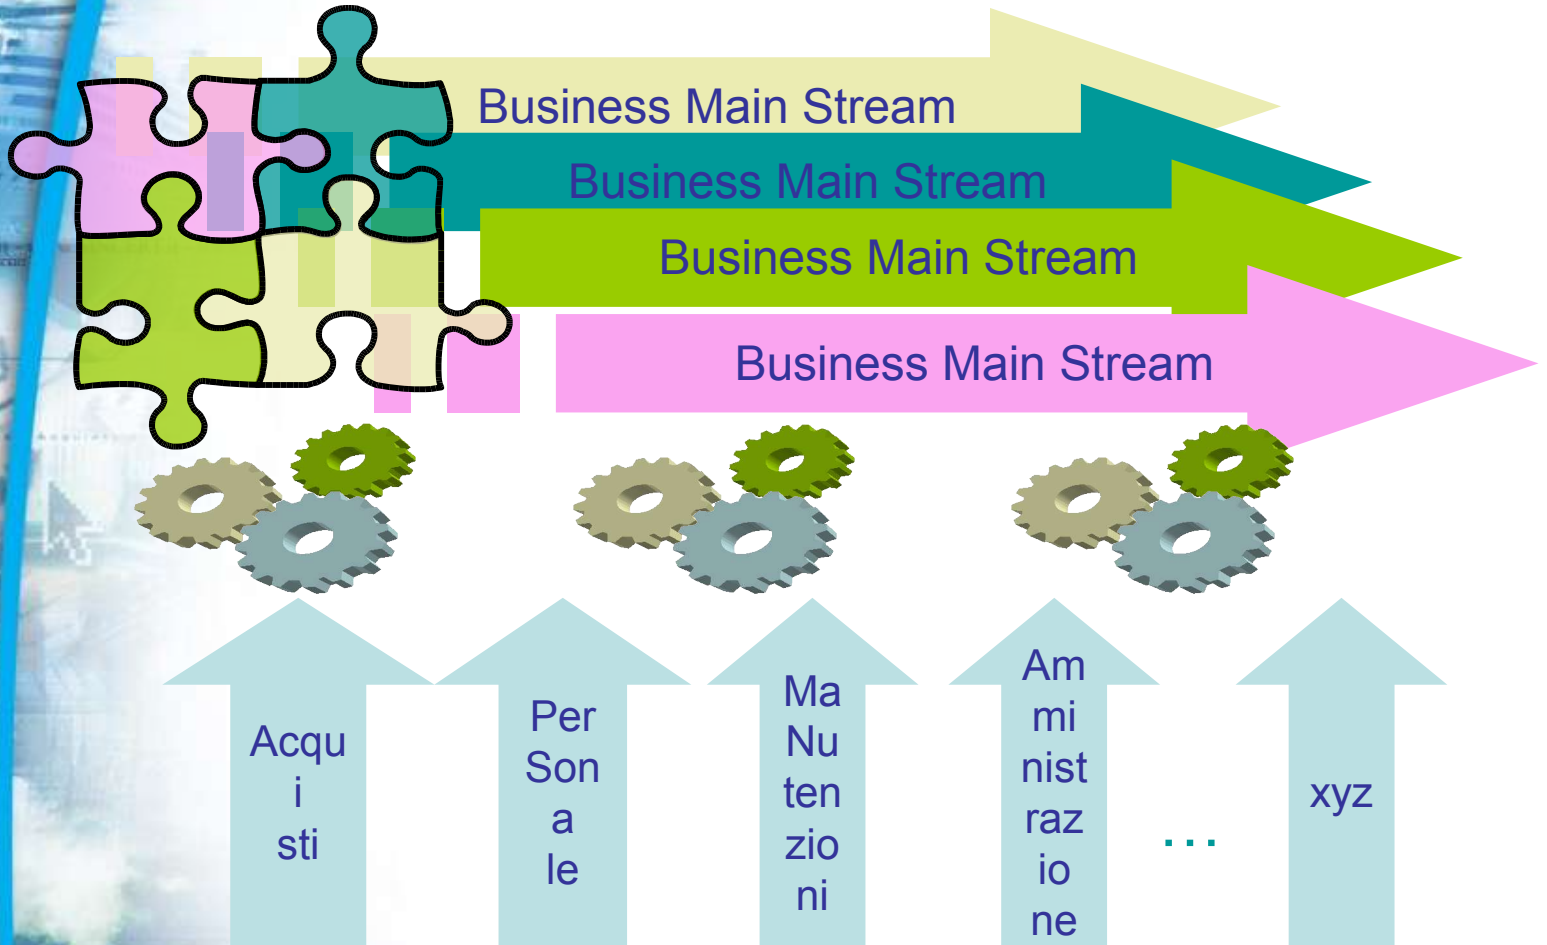 Business Main Stream
Business Main Stream
Business Main Stream
Business Main Stream
Acqu
i
sti
Per
Son
a
le
Ma
Nu
ten
zio
ni
Am
mi
nist
raz
io
ne
...
xyz